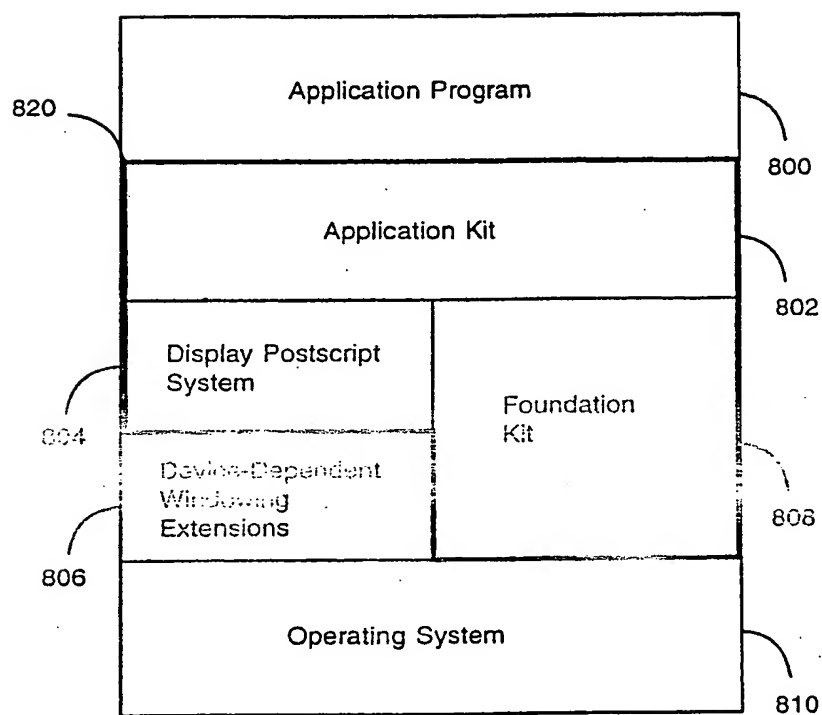 Application Program
820
800
Application Kit
802
Display Postscript
System
Foundation
Kit
804
Device-Dependent
Windowing
Extensions
808
806
Operating System
810